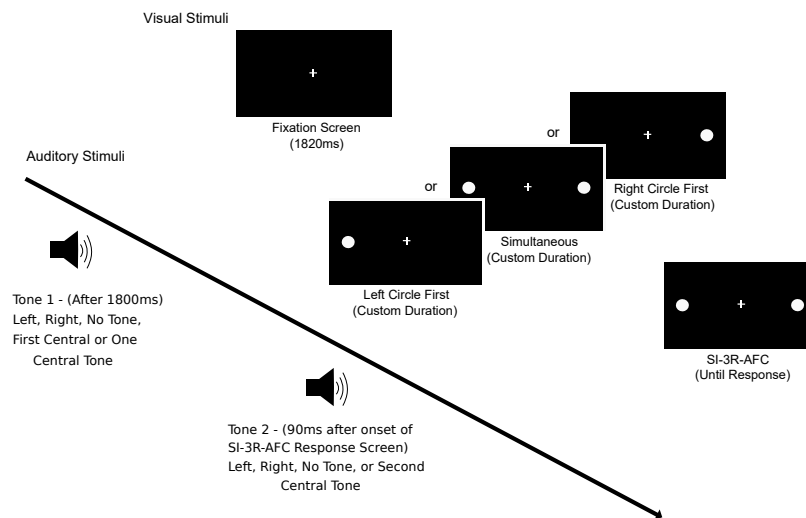 Visual Stimuli
Fixation Screen
(1820ms)
or
Right Circle First
(Custom Duration)
Auditory Stimuli
or
Simultaneous
(Custom Duration)
Left Circle First
(Custom Duration)
Tone 1 - (After 1800ms)
Left, Right, No Tone,
First Central or One
Central Tone
SI-3R-AFC
(Until Response)
Tone 2 - (90ms after onset of
SI-3R-AFC Response Screen)
Left, Right, No Tone, or Second
Central Tone